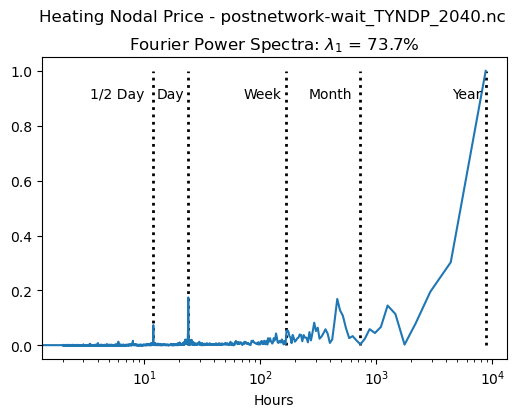 Heating Nodal Price - postnetwork-wait_TYNDP_2040.nc
Fourier Power Spectra: λ₁ = 73.7%
1/2 Day Day Week Month Year
1.0
0.8
0.6
0.4
0.2
0.0
10¹ 10² 10³ 10⁴
Hours